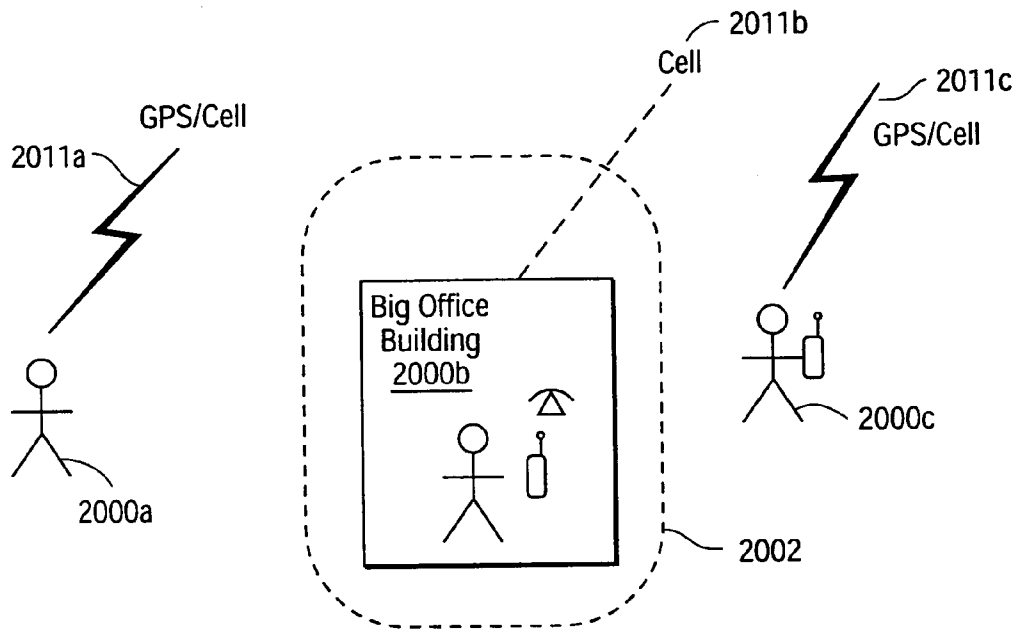 2011b
Cell
2011c
GPS/Cell
GPS/Cell
2011a
Big Office
Building
2000b
2000c
2000a
2002